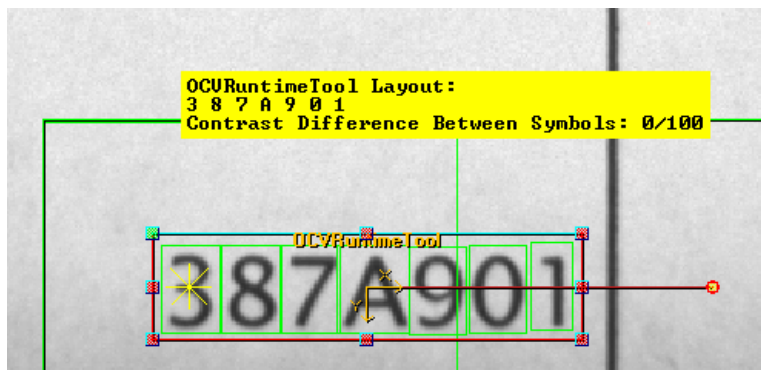 OCVRuntimeTool Layout:
3 8 7 A 9 0 1
Contrast Difference Between Symbols: 0/100
OCVRuntimeTool
387A901
X
Y